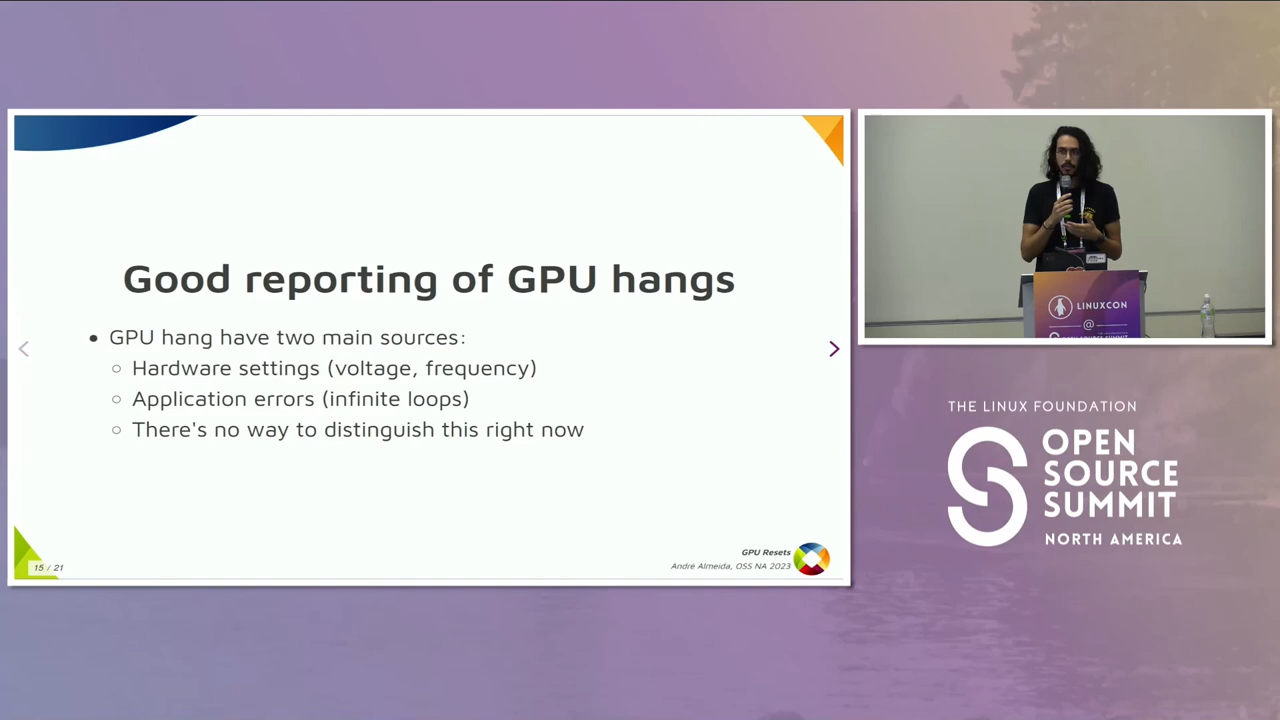 Good reporting of GPU hangs
GPU hang have two main sources:
Hardware settings (voltage, frequency)
Application errors (infinite loops)
There's no way to distinguish this right now
15 / 21
GPU Resets
André Almeida, OSS NA 2023
LINUXCON
@
THE LINUX FOUNDATION
OPEN
SOURCE
SUMMIT
NORTH AMERICA